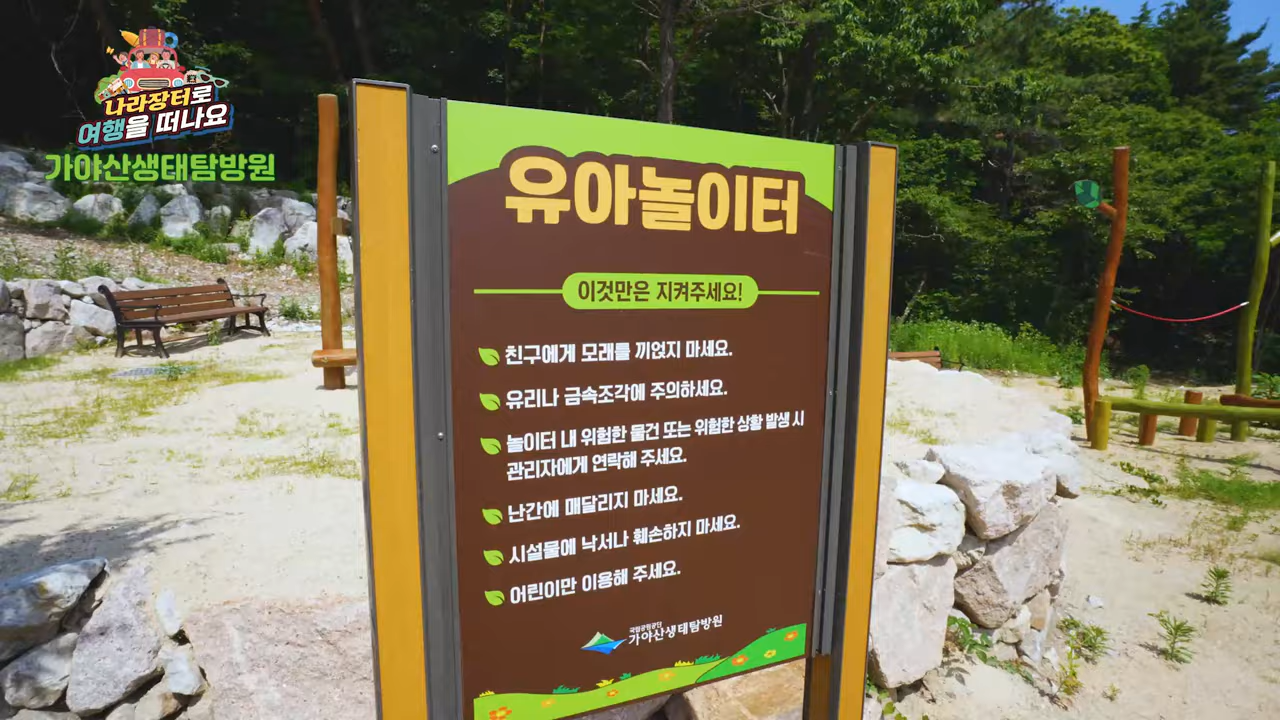 나라장터로
여행을 떠나요
가야산생태탐방원
유아놀이터
이것만은 지켜주세요!
친구에게 모래를 끼얹지 마세요.
유리나 금속조각에 주의하세요.
놀이터 내 위험한 물건 또는 위험한 상황 발생 시
관리자에게 연락해 주세요.
난간에 매달리지 마세요.
시설물에 낙서나 훼손하지 마세요.
어린이만 이용해 주세요.
국립공원공단
가야산생태탐방원